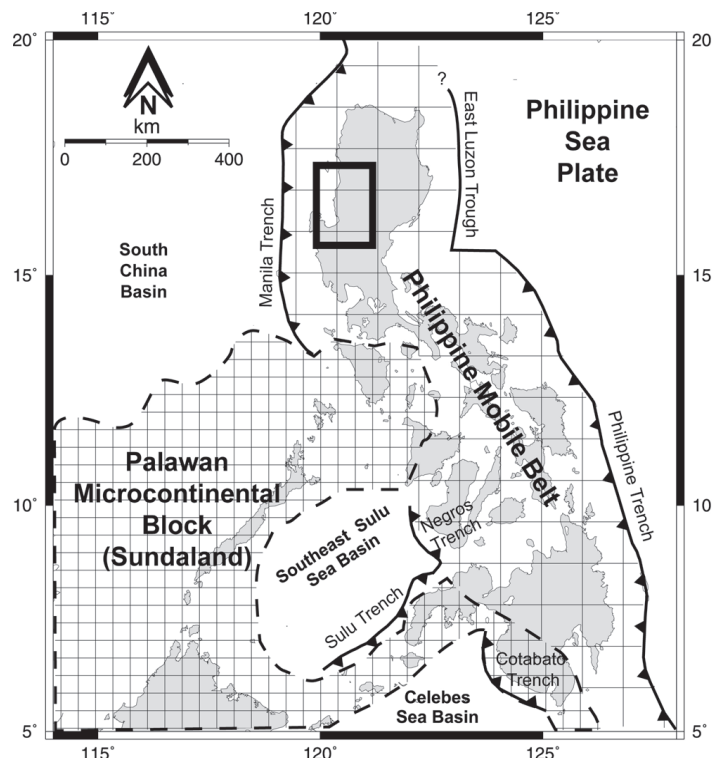 115˚
120˚
125˚
20˚
20
N
km
0
200
400
?
East Luzon Trough
Philippine
Sea
Plate
Manila Trench
South
China
Basin
15˚
15
Philippine Mobile Belt
Palawan
Microcontinental
Block
(Sundaland)
Philippine Trench
10˚
10
Negros
Trench
Southeast Sulu
Sea Basin
Sulu Trench
Cotabato
Trench
Celebes
Sea Basin
5˚
5
115˚
120˚
125˚